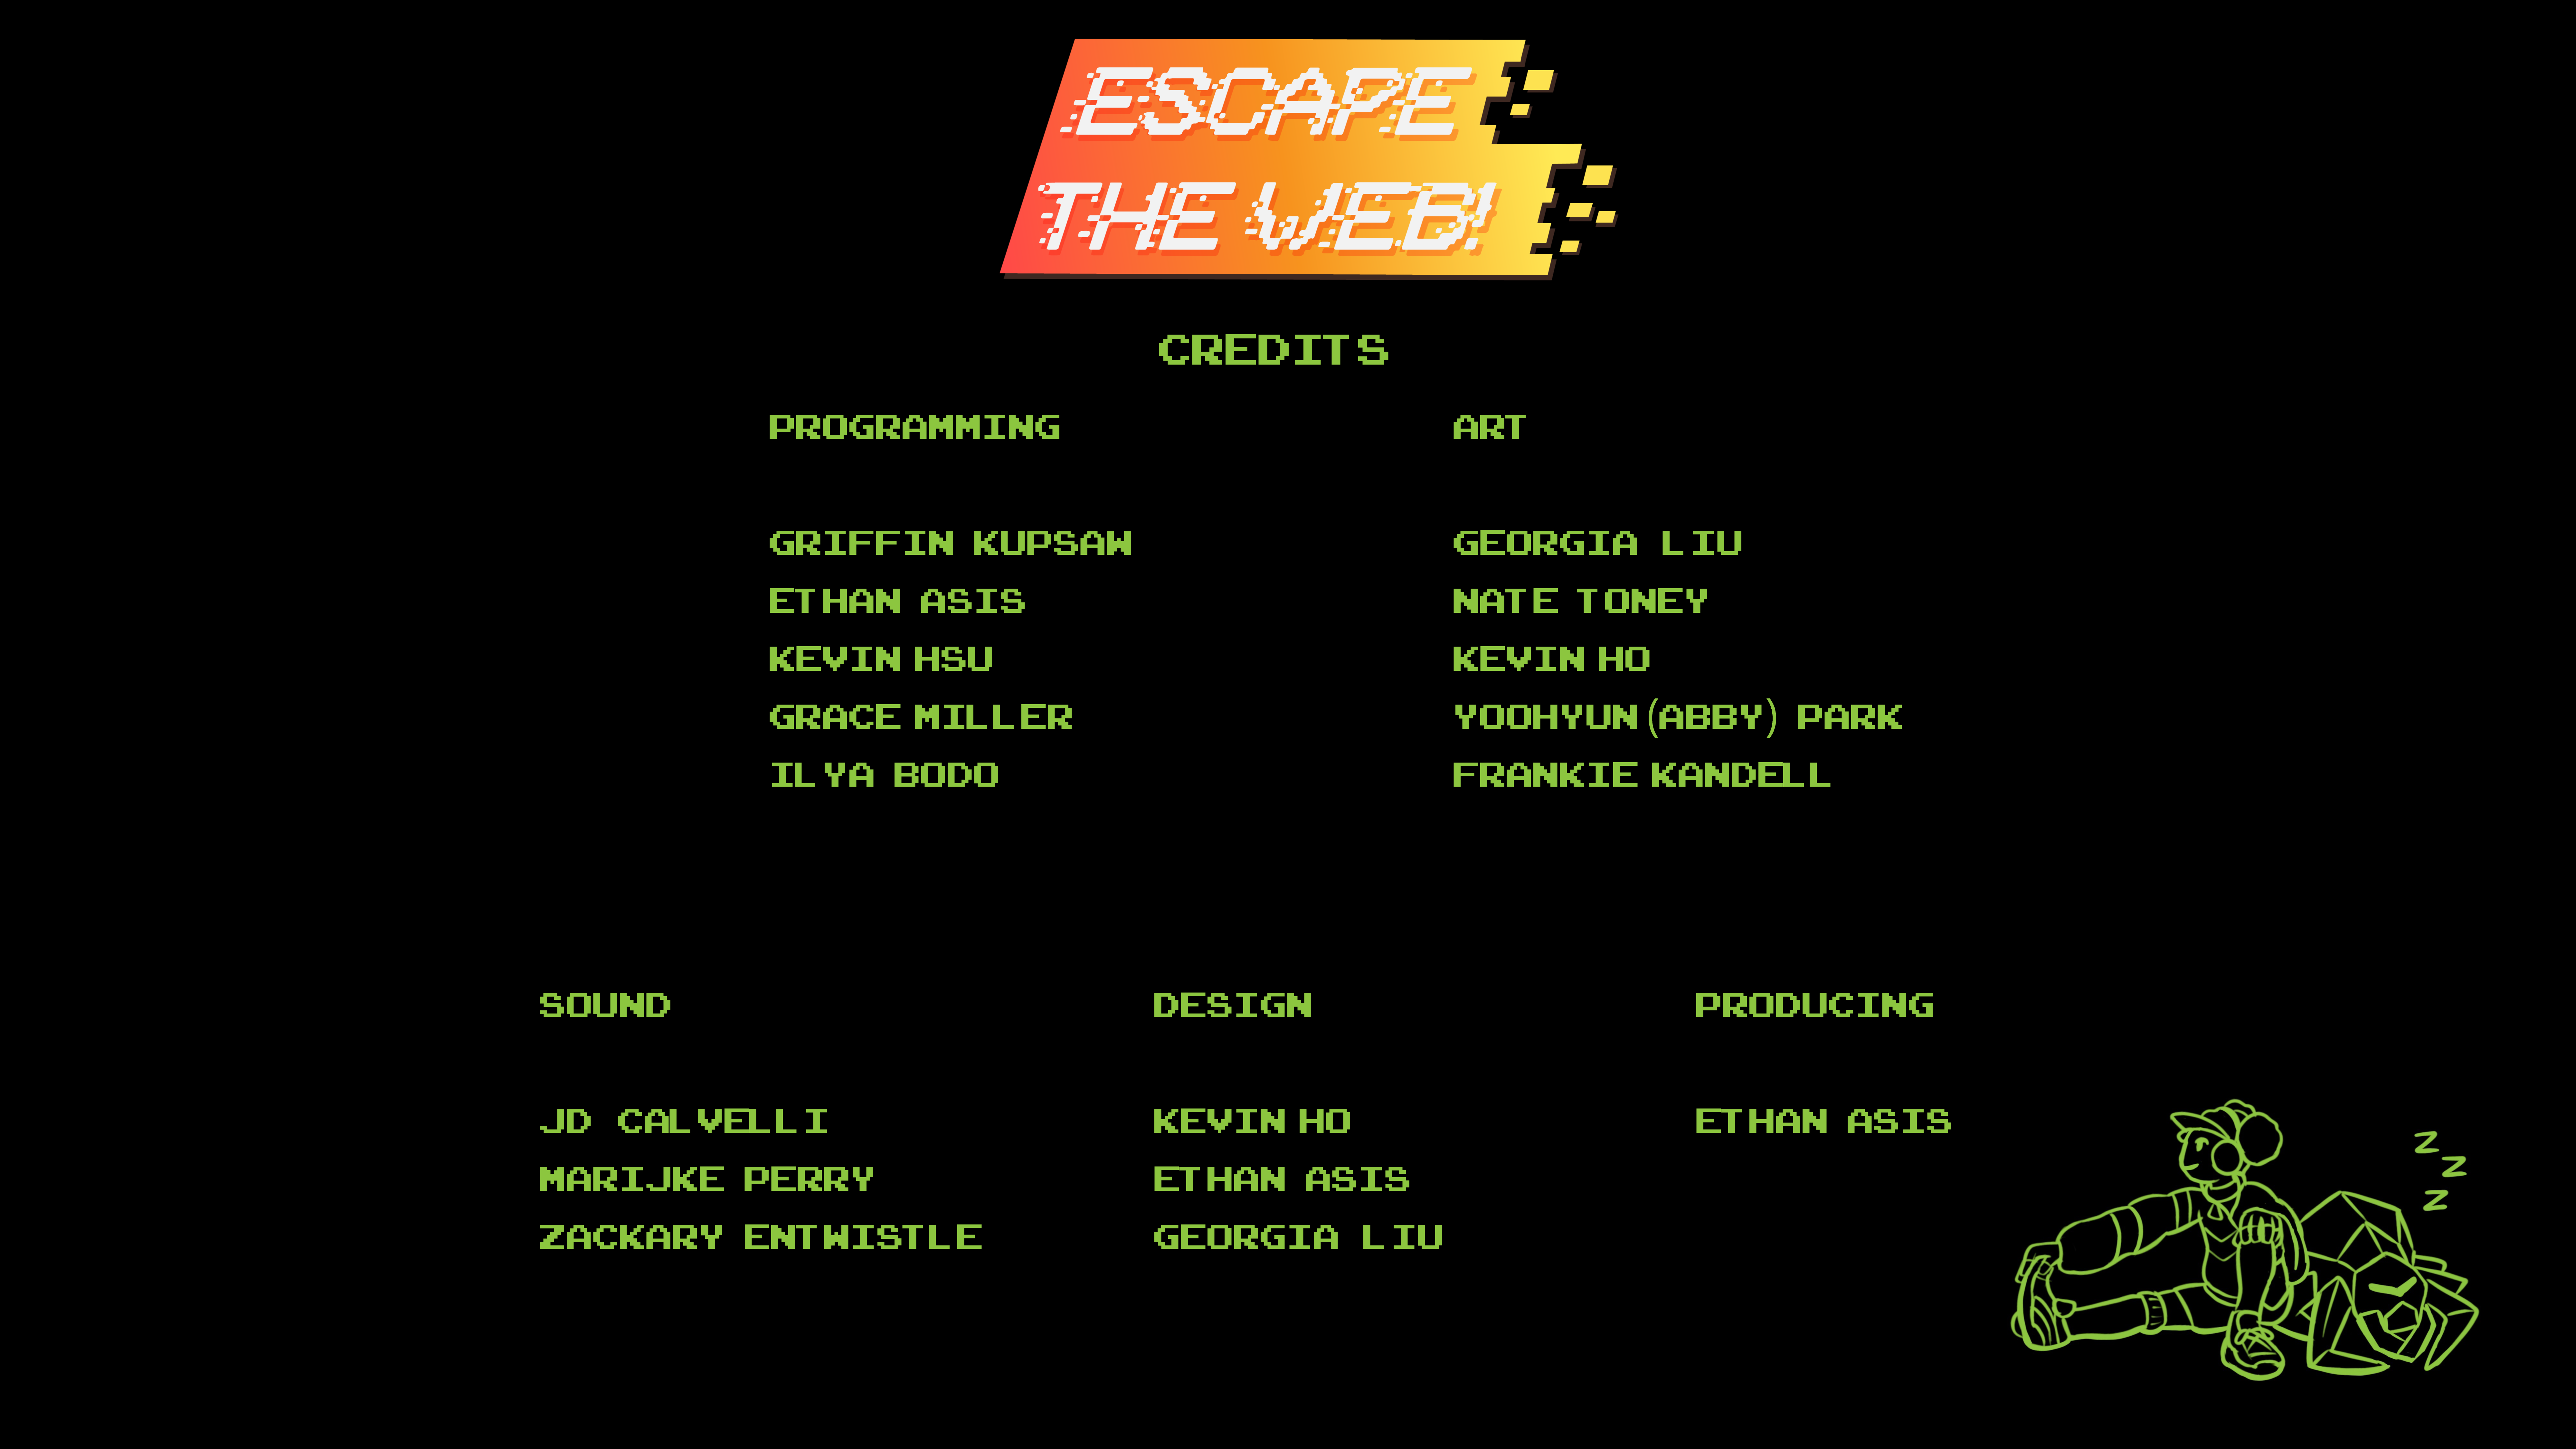 ESCAPE
THE WEB!
CREDITS
PROGRAMMING
GRIFFIN KUPSAW
ETHAN ASIS
KEVIN HSU
GRACE MILLER
ILYA BODO
ART
GEORGIA LIU
NATE TONEY
KEVIN HO
YOOHYUN (ABBY) PARK
FRANKIE KANDELL
SOUND
JD CALVELLI
MARIJKE PERRY
ZACKARY ENTWISTLE
DESIGN
KEVIN HO
ETHAN ASIS
GEORGIA LIU
PRODUCING
ETHAN ASIS
Z
Z
Z